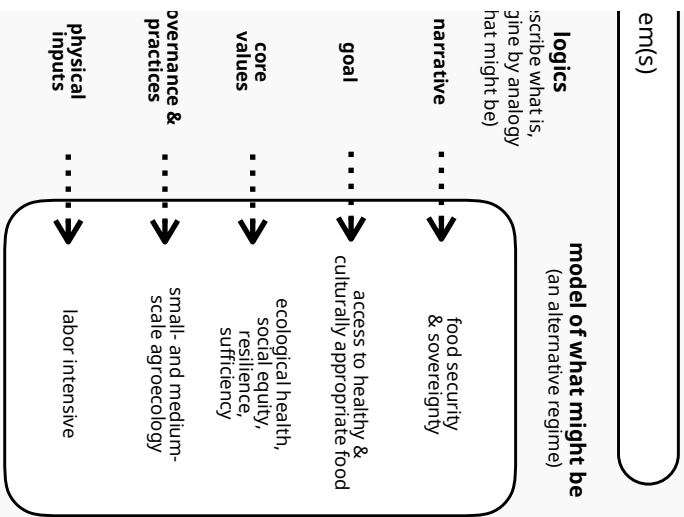 em(s)
logics
scribe what is,
gine by analogy
hat might be)
narrative
goal
core
values
overnance &
practices
physical
inputs
model of what might be
(an alternative regime)
food security
& sovereignty
access to healthy &
culturally appropriate food
ecological health,
social equity,
resilience,
sufficiency
small- and medium-
scale agroecology
labor intensive